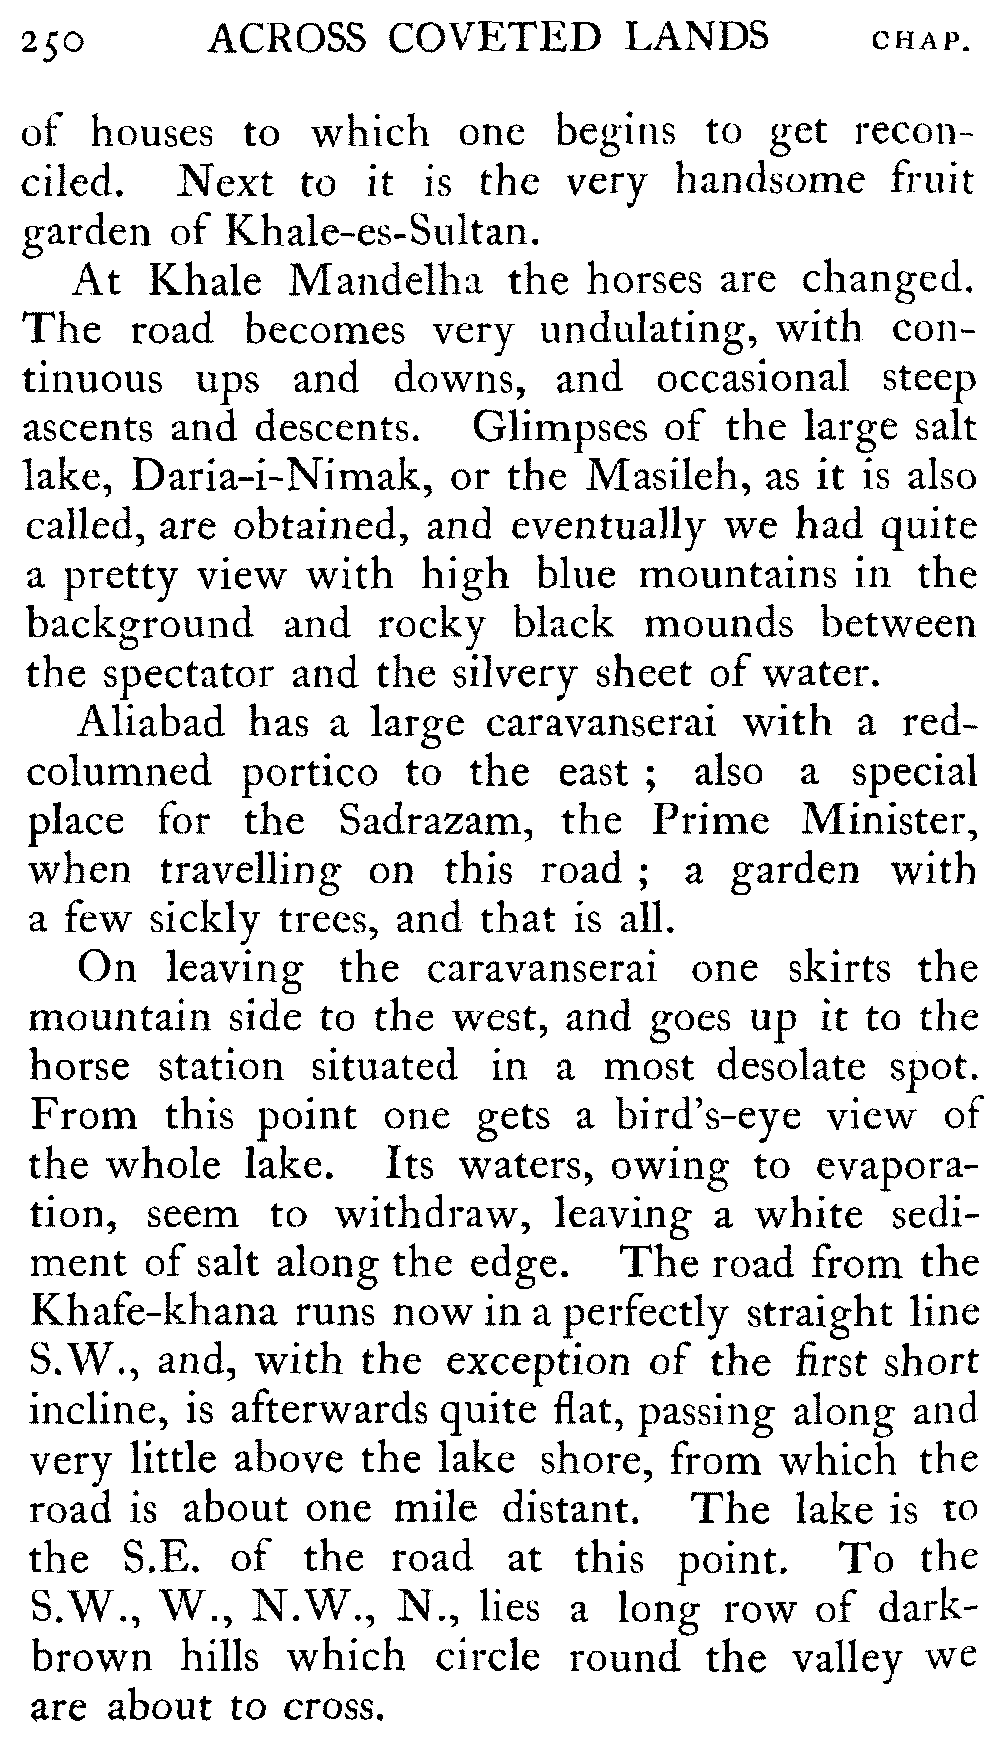 250 ACROSS COVETED LANDS CHAP.
of houses to which one begins to get recon-
ciled. Next to it is the very handsome fruit
garden of Khale-es-Sultan.
At Khale Mandelha the horses are changed.
The road becomes very undulating, with con-
tinuous ups and downs, and occasional steep
ascents and descents. Glimpses of the large salt
lake, Daria-i-Nimak, or the Masileh, as it is also
called, are obtained, and eventually we had quite
a pretty view with high blue mountains in the
background and rocky black mounds between
the spectator and the silvery sheet of water.
Aliabad has a large caravanserai with a red-
columned portico to the east ; also a special
place for the Sadrazam, the Prime Minister,
when travelling on this road ; a garden with
a few sickly trees, and that is all.
On leaving the caravanserai one skirts the
mountain side to the west, and goes up it to the
horse station situated in a most desolate spot.
From this point one gets a bird's-eye view of
the whole lake. Its waters, owing to evapora-
tion, seem to withdraw, leaving a white sedi-
ment of salt along the edge. The road from the
Khafe-khana runs now in a perfectly straight line
S.W., and, with the exception of the first short
incline, is afterwards quite flat, passing along and
very little above the lake shore, from which the
road is about one mile distant. The lake is to
the S.E. of the road at this point. To the
S.W., W., N.W., N., lies a long row of dark-
brown hills which circle round the valley we
are about to cross.